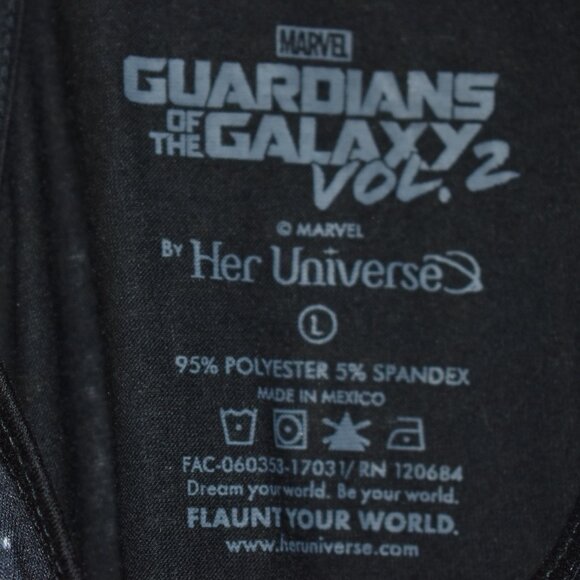 MARVEL
GUARDIANS
OF THE GALAXY
VOL. 2
© MARVEL
BY Her Universe
L
95% POLYESTER 5% SPANDEX
MADE IN MEXICO
FAC-060353-17031/ RN 120684
Dream your world. Be your world.
FLAUNT YOUR WORLD.
www.heruniverse.com